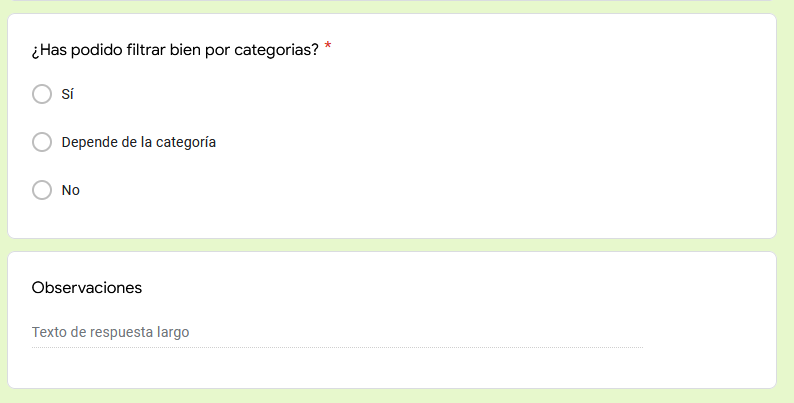 ¿Has podido filtrar bien por categorias? *
Sí
Depende de la categoría
No
Observaciones
Texto de respuesta largo